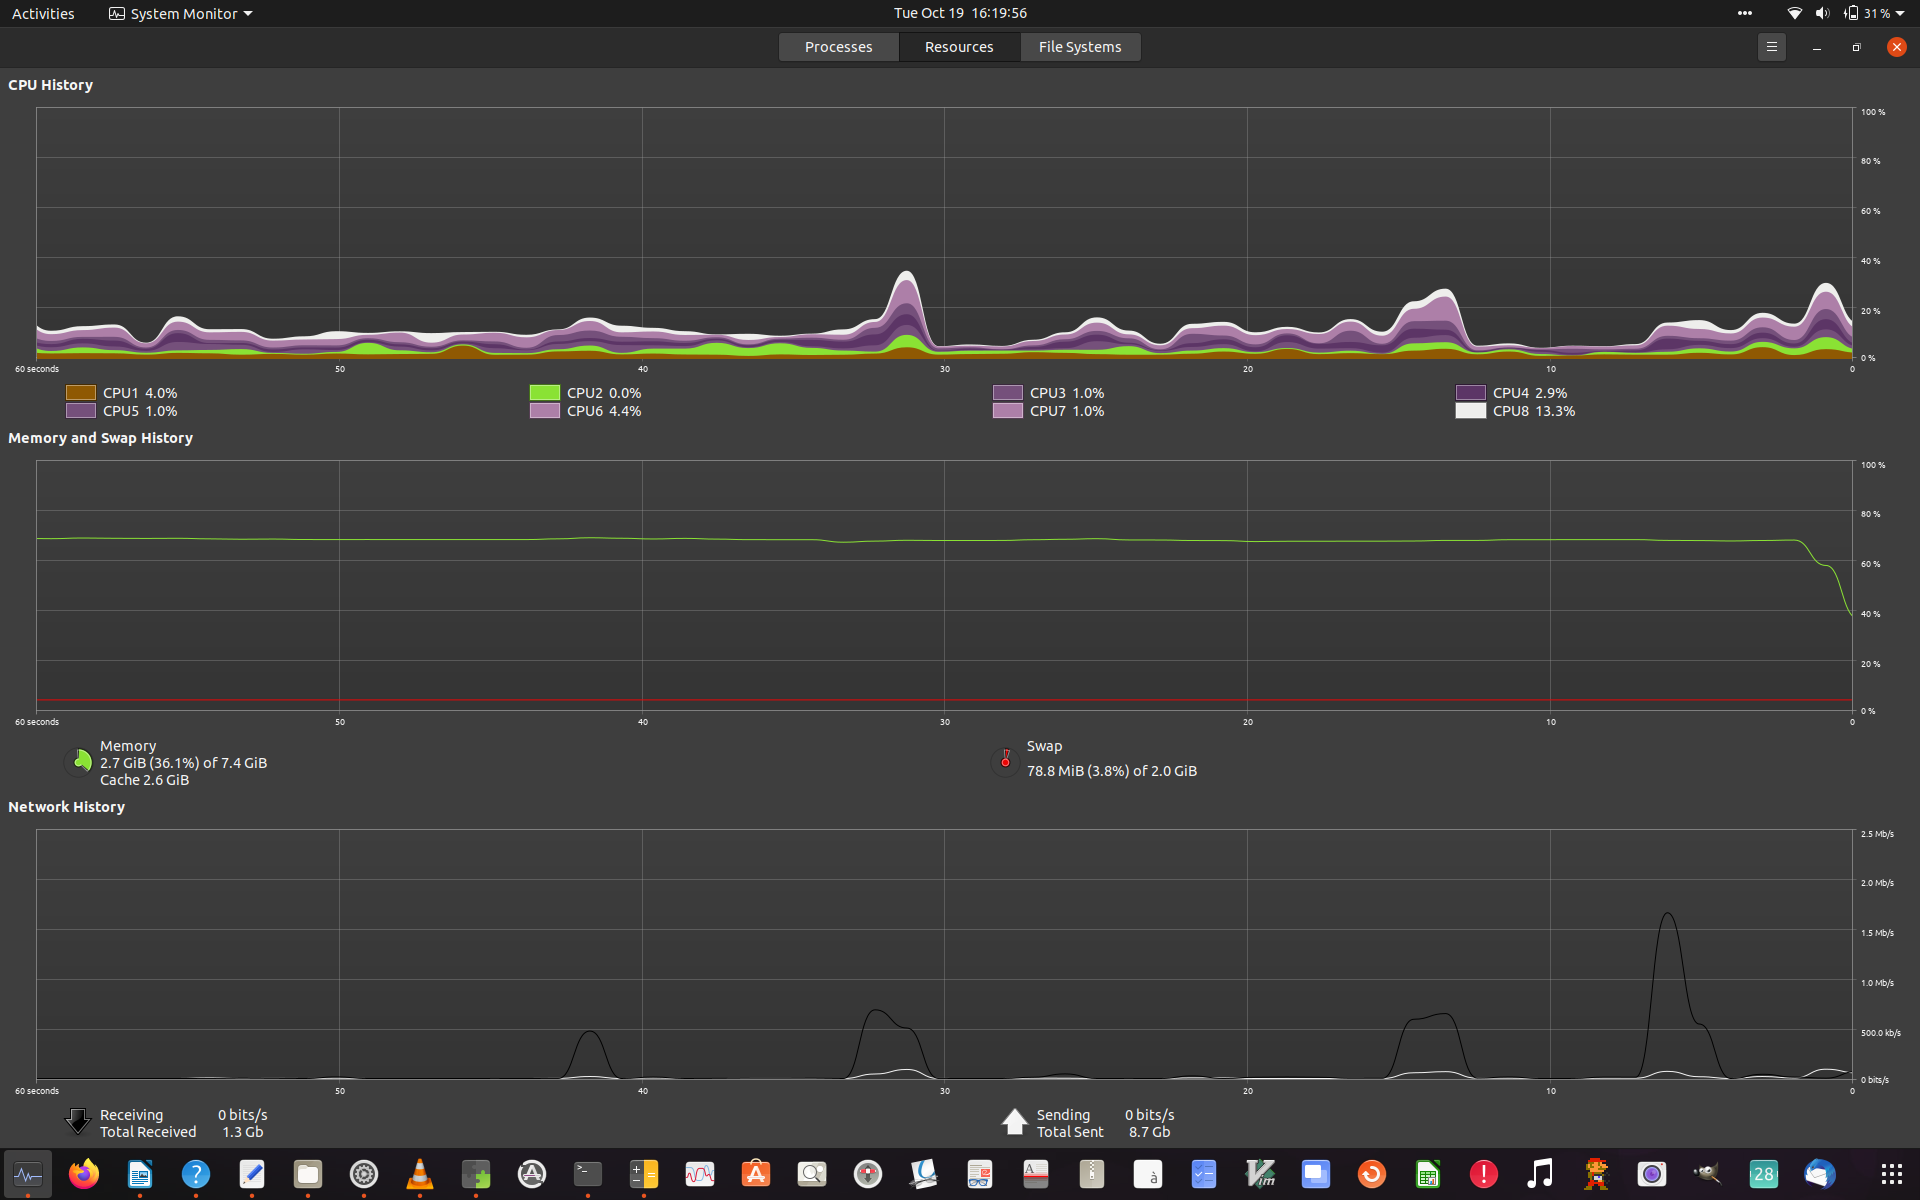 Activities System Monitor Tue Oct 19 16:19:56 31 %
Processes Resources File Systems
CPU History
100 %
80 %
60 %
40 %
20 %
0 %
60 seconds 50 40 30 20 10 0
CPU1 4.0% CPU2 0.0% CPU3 1.0% CPU4 2.9%
CPU5 1.0% CPU6 4.4% CPU7 1.0% CPU8 13.3%
Memory and Swap History
100 %
80 %
60 %
40 %
20 %
0 %
60 seconds 50 40 30 20 10 0
Memory Swap
2.7 GiB (36.1%) of 7.4 GiB 78.8 MiB (3.8%) of 2.0 GiB
Cache 2.6 GiB
Network History
2.5 Mb/s
2.0 Mb/s
1.5 Mb/s
1.0 Mb/s
500.0 kb/s
0 bits/s
60 seconds 50 40 30 20 10 0
Receiving 0 bits/s Sending 0 bits/s
Total Received 1.3 Gb Total Sent 8.7 Gb
? >_ A à Vim ! 28